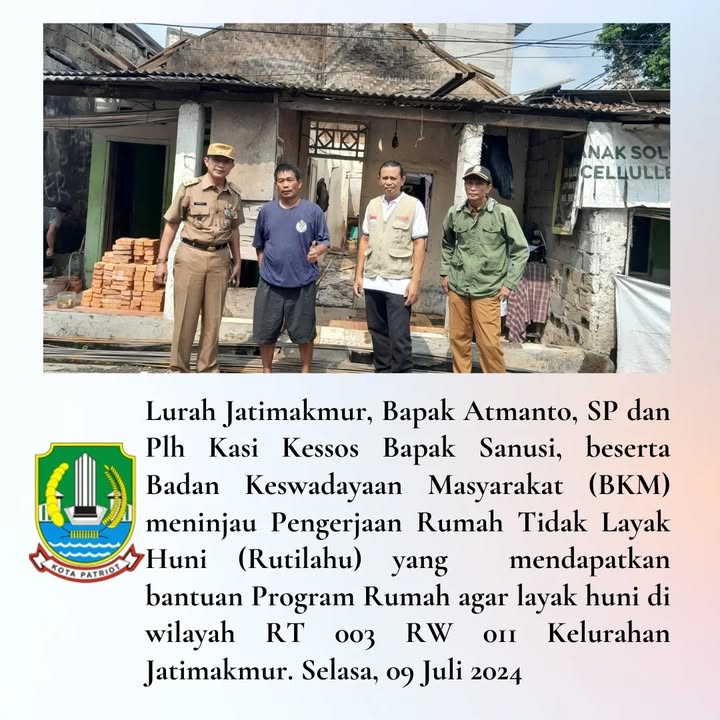 ANAK SOL
CELLULLE
Lurah Jatimakmur, Bapak Atmanto, SP dan
Plh Kasi Kessos Bapak Sanusi, beserta
Badan Keswadayaan Masyarakat (BKM)
meninjau Pengerjaan Rumah Tidak Layak
Huni (Rutilahu) yang mendapatkan
bantuan Program Rumah agar layak huni di
wilayah RT 003 RW 011 Kelurahan
Jatimakmur. Selasa, 09 Juli 2024
KOTA PATRIOT